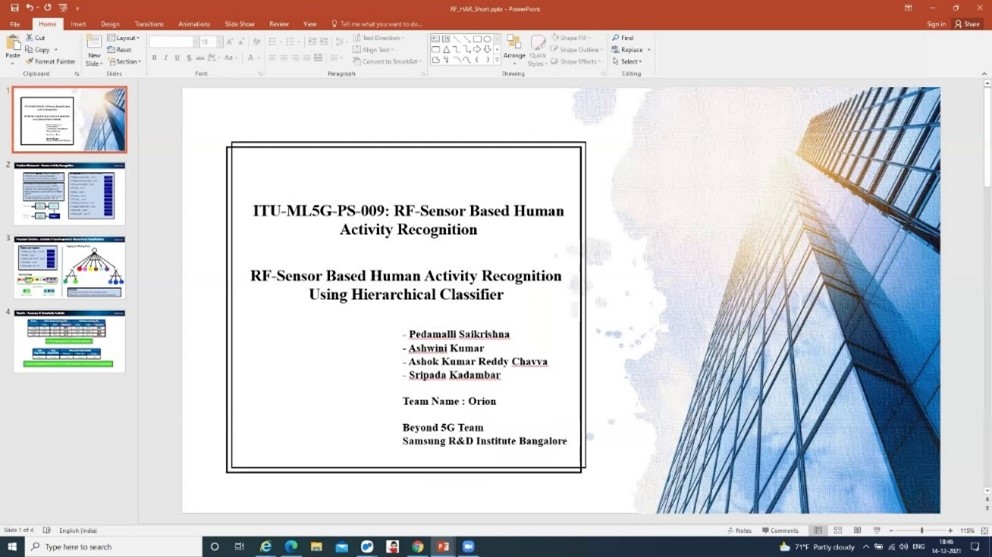 RF_HAR_Short.pptx - PowerPoint
File Home Insert Design Transitions Animations Slide Show Review View Tell me what you want to do... Sign in Share
Paste
Cut
Copy
Format Painter
Clipboard
New Slide
Layout
Reset
Section
Slides
Font
Text Direction
Align Text
Convert to SmartArt
Paragraph
Arrange
Quick Styles
Shape Fill
Shape Outline
Shape Effects
Drawing
Find
Replace
Select
Editing
1
2
3
4
ITU-ML5G-PS-009: RF-Sensor Based Human
Activity Recognition
RF-Sensor Based Human Activity Recognition
Using Hierarchical Classifier
- Pedamalli Saikrishna
- Ashwini Kumar
- Ashok Kumar Reddy Chavva
- Sripada Kadambar
Team Name : Orion
Beyond 5G Team
Samsung R&D Institute Bangalore
Slide 1 of 4 English (India) Notes Comments 115%
Type here to search 71°F Partly cloudy ENG 18:46
14-12-2021